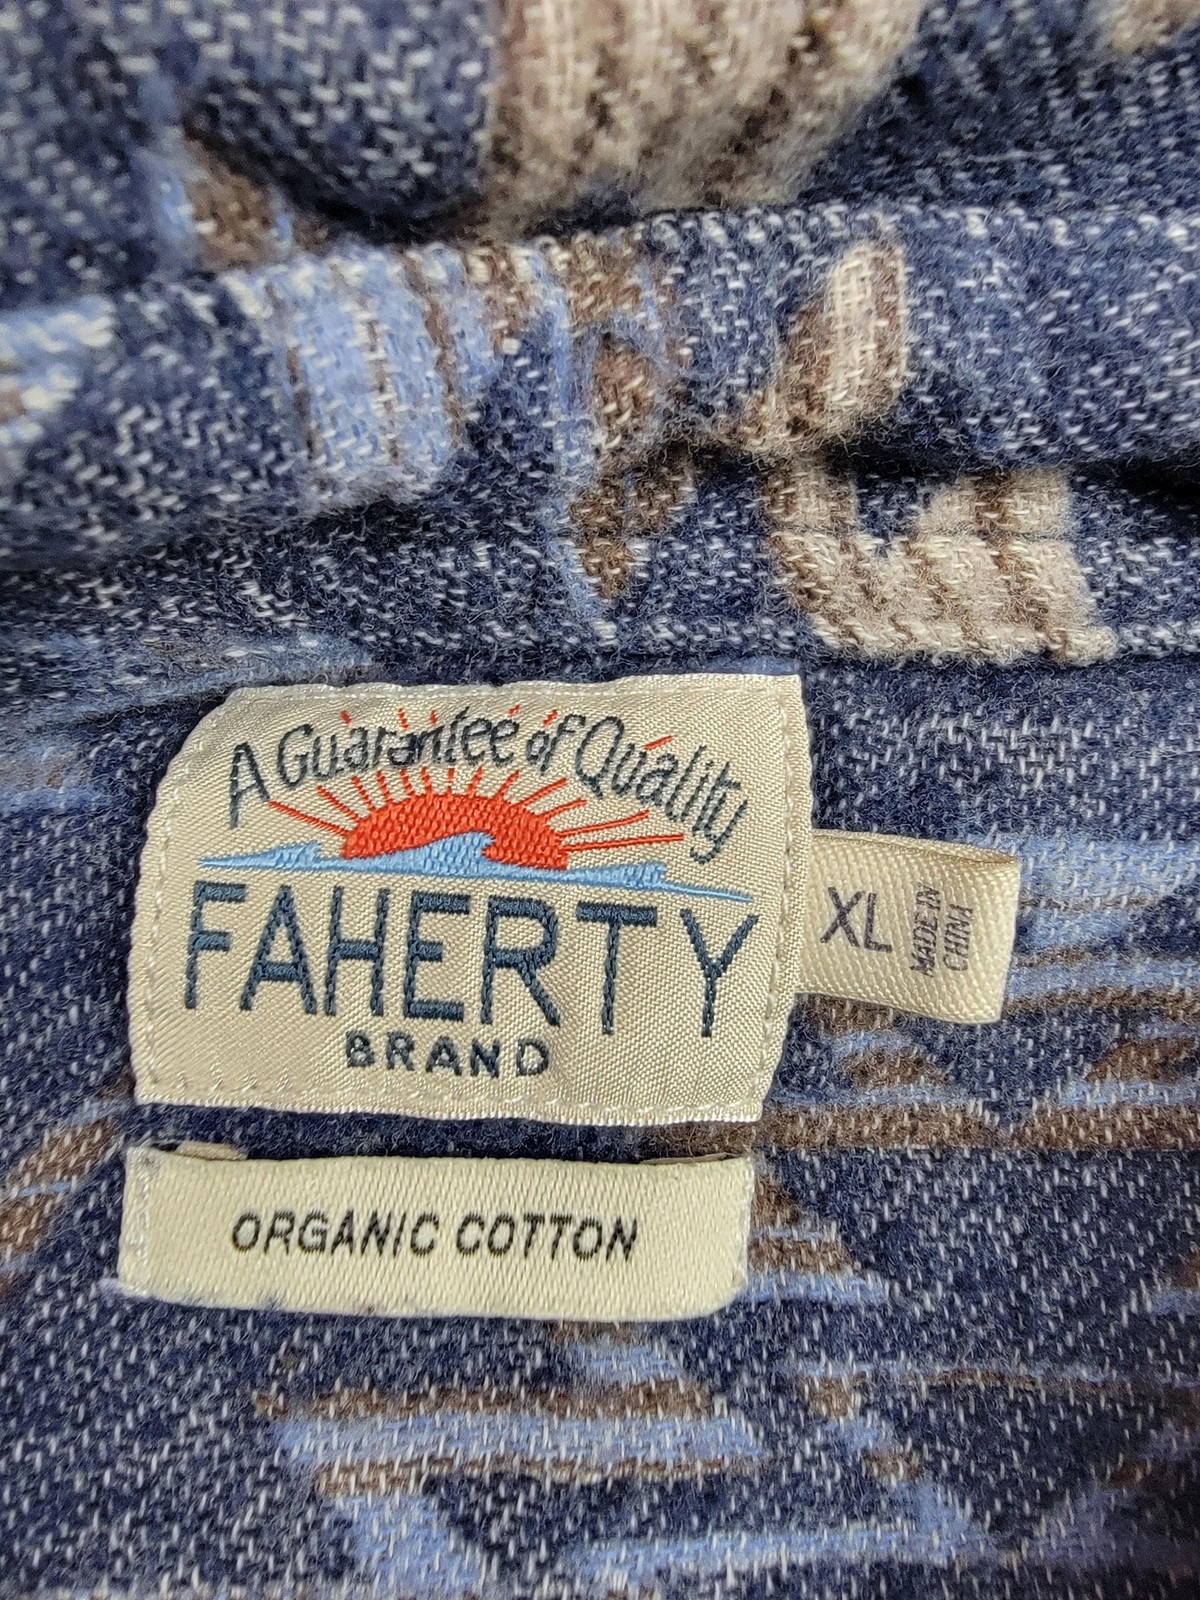 A Guarantee of Quality
FAHERTY
BRAND
XL
MADE IN
CHINA
ORGANIC COTTON